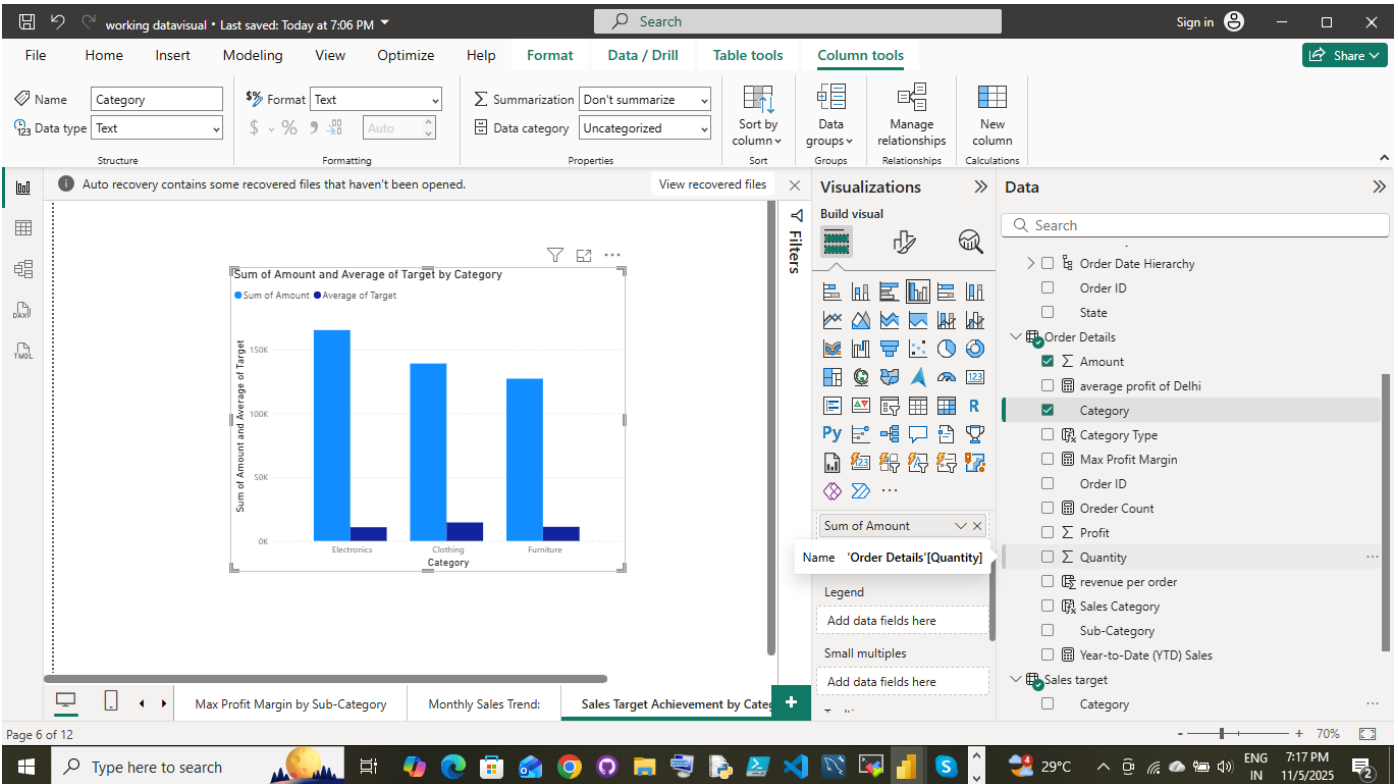 working datavisual • Last saved: Today at 7:06 PM
Search
Sign in
File Home Insert Modeling View Optimize Help Format Data / Drill Table tools Column tools
Share
Name Category
Data type Text
Structure
Format Text
$ % 9 Auto
Formatting
Summarization Don't summarize
Data category Uncategorized
Properties
Sort by
column
Sort
Data
groups
Groups
Manage
relationships
Relationships
New
column
Calculations
Auto recovery contains some recovered files that haven't been opened.
View recovered files
Filters
Sum of Amount and Average of Target by Category
Sum of Amount Average of Target
Sum of Amount and Average of Target
150K
100K
50K
0K
Electronics Clothing Furniture
Category
Visualizations
Build visual
123
R
Py
123
Sum of Amount
Name 'Order Details'[Quantity]
Legend
Add data fields here
Small multiples
Add data fields here
Data
Search
Order Date Hierarchy
Order ID
State
Order Details
Amount
average profit of Delhi
Category
Category Type
Max Profit Margin
Order ID
Oreder Count
Profit
Quantity
revenue per order
Sales Category
Sub-Category
Year-to-Date (YTD) Sales
Sales target
Category
DAX
TMDL
Max Profit Margin by Sub-Category
Monthly Sales Trend:
Sales Target Achievement by Categ
Page 6 of 12
- + 70%
Type here to search
29°C
ENG
IN
7:17 PM
11/5/2025
2